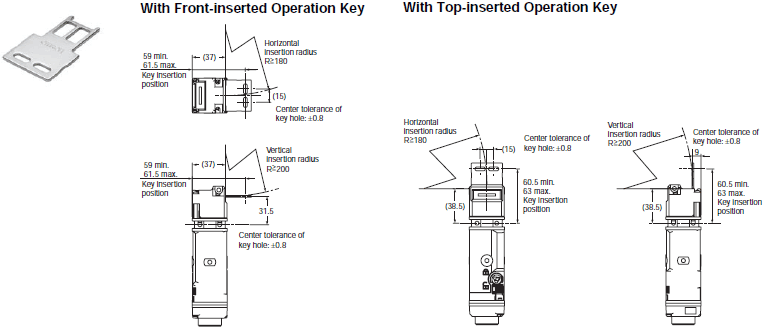 With Front-inserted Operation Key
59 min.
61.5 max.
Key insertion
position
(37)
Horizontal
insertion radius
R≥180
(15)
Center tolerance of
key hole: ±0.8
59 min.
61.5 max.
Key insertion
position
(37)
Vertical
insertion radius
R≥200
31.5
Center tolerance of
key hole: ±0.8
With Top-inserted Operation Key
Horizontal
insertion radius
R≥180
(15)
Center tolerance of
key hole: ±0.8
(38.5)
60.5 min.
63 max.
Key insertion
position
Vertical
insertion radius
R≥200
Center tolerance of
key hole: ±0.8
9
(38.5)
60.5 min.
63 max.
Key insertion
position